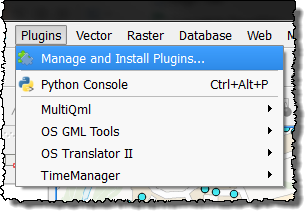 Plugins Vector Raster Database Web
Manage and Install Plugins...
Python Console Ctrl+Alt+P
MultiQml
OS GML Tools
OS Translator II
TimeManager